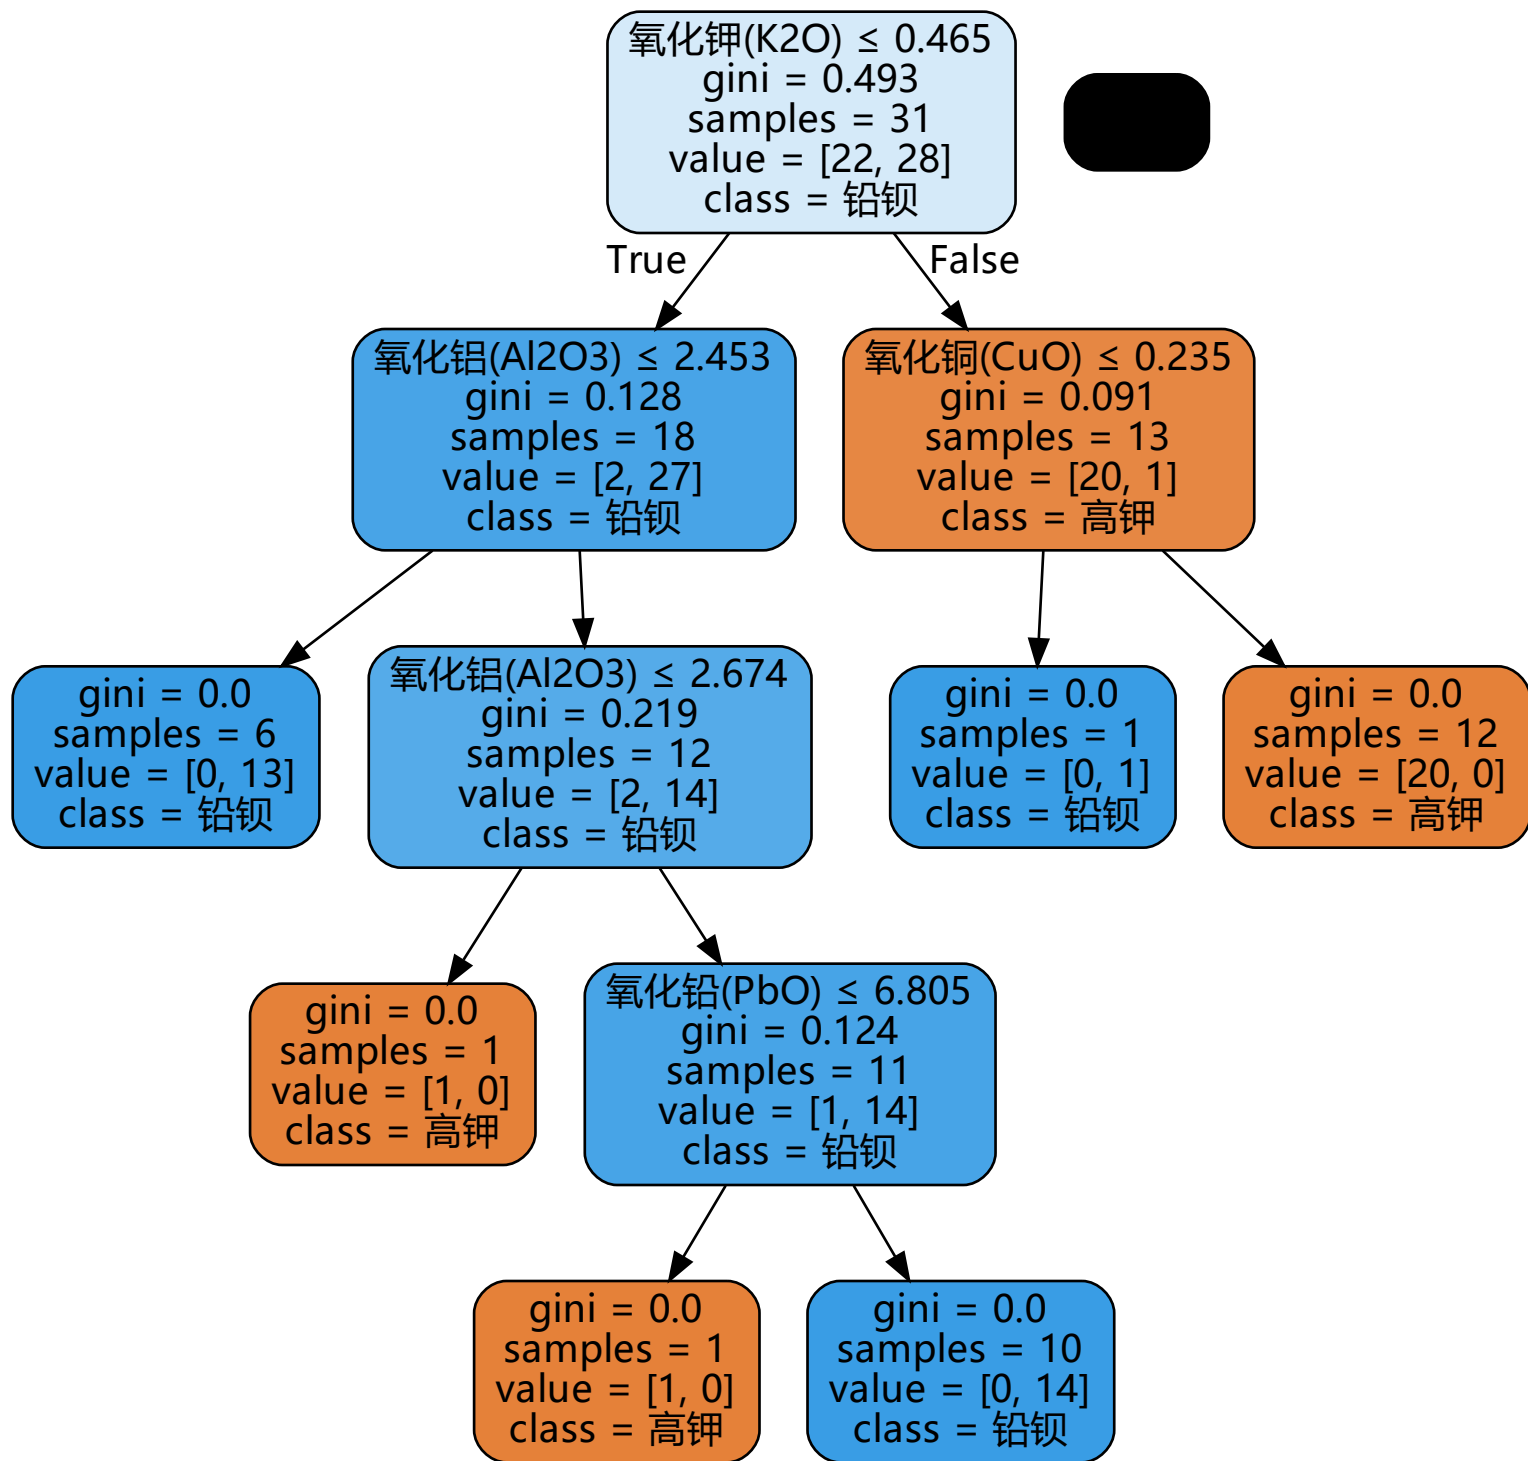 氧化钾(K2O) ≤ 0.465
gini = 0.493
samples = 31
value = [22, 28]
class = 铅钡
True
False
氧化铝(Al2O3) ≤ 2.453
gini = 0.128
samples = 18
value = [2, 27]
class = 铅钡
氧化铜(CuO) ≤ 0.235
gini = 0.091
samples = 13
value = [20, 1]
class = 高钾
gini = 0.0
samples = 6
value = [0, 13]
class = 铅钡
氧化铝(Al2O3) ≤ 2.674
gini = 0.219
samples = 12
value = [2, 14]
class = 铅钡
gini = 0.0
samples = 1
value = [0, 1]
class = 铅钡
gini = 0.0
samples = 12
value = [20, 0]
class = 高钾
gini = 0.0
samples = 1
value = [1, 0]
class = 高钾
氧化铅(PbO) ≤ 6.805
gini = 0.124
samples = 11
value = [1, 14]
class = 铅钡
gini = 0.0
samples = 1
value = [1, 0]
class = 高钾
gini = 0.0
samples = 10
value = [0, 14]
class = 铅钡